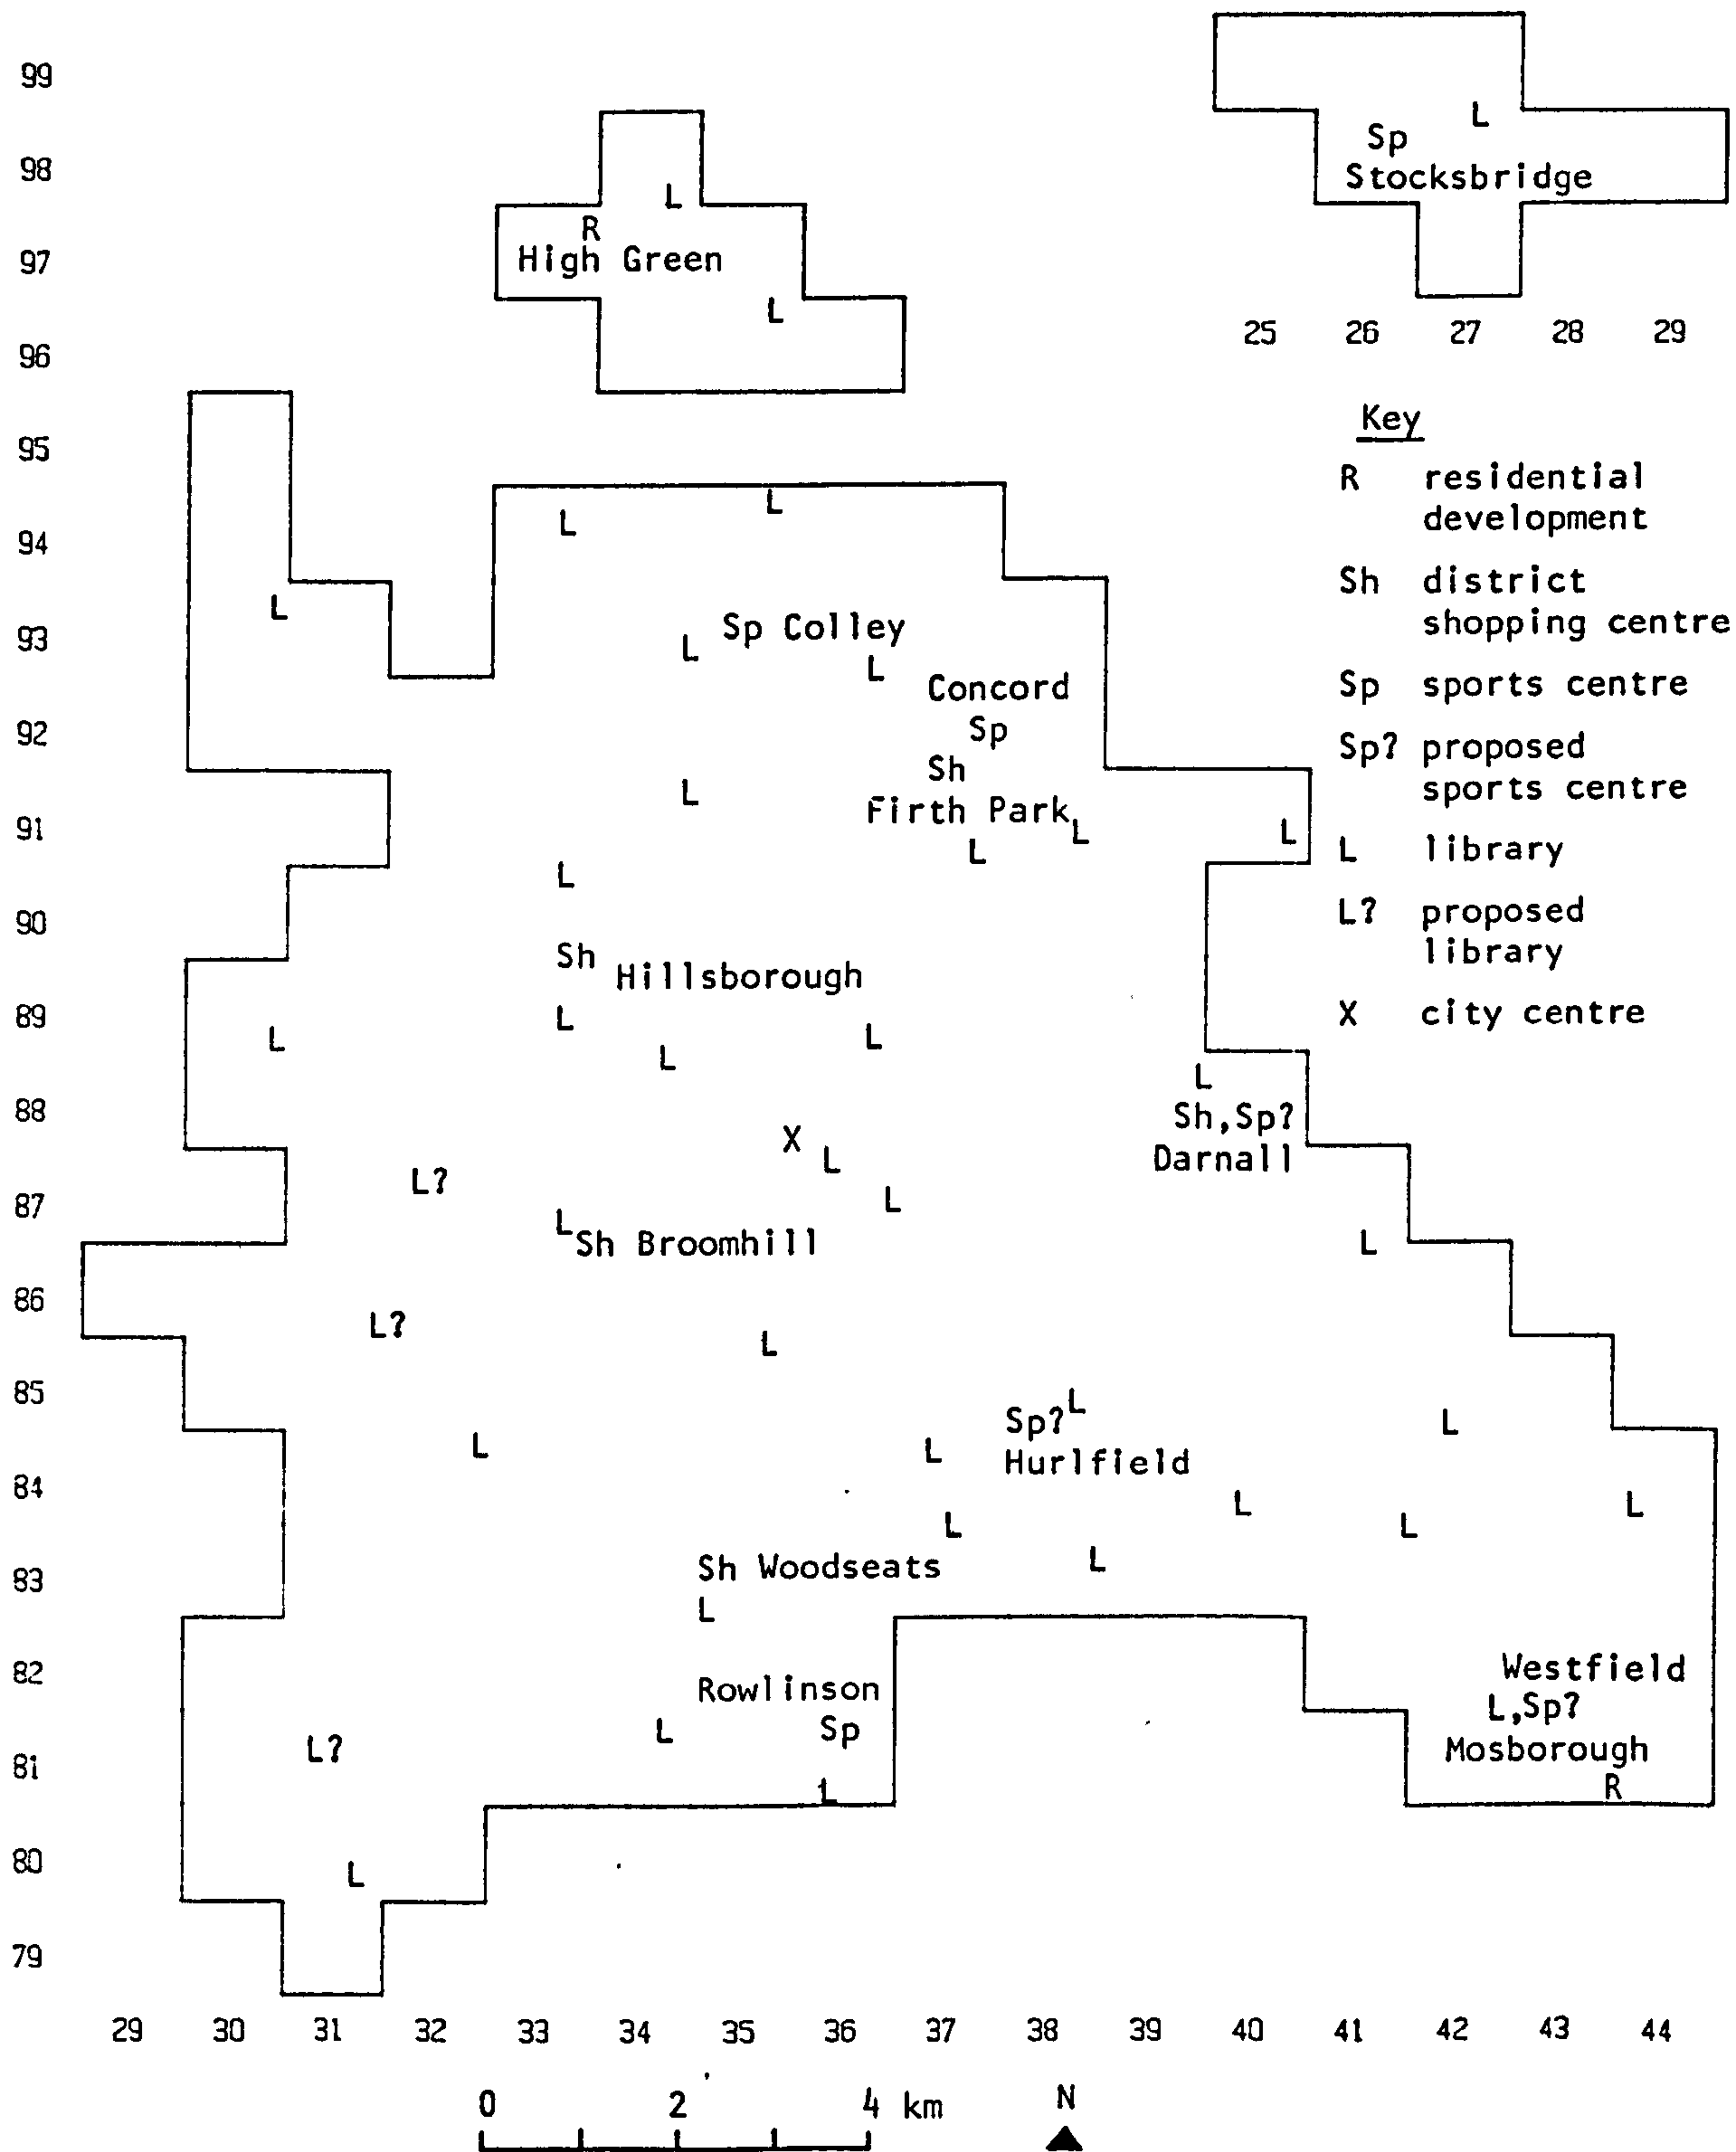 99
L
Sp
98
Stocksbridge
L
R
97
High Green
L
25 26 27 28 29
96
Key
95
R residential
development
L
L
94
Sh district
shopping centre
L
93
Sp Colley
L
L
Concord
Sp sports centre
92
Sp
Sp? proposed
sports centre
Sh
L
Firth Park
91
L
L
L
L library
L
90
L? proposed
library
Sh
Hillsborough
X city centre
89
L
L
L
L
L
88
Sh,Sp?
Darnall
X
L
L?
87
L
L
Sh Broomhill
L
86
L?
L
85
L
Sp?
L
L
L
Hurlfield
84
L
L
L
L
83
Sh Woodseats
L
L
82
Westfield
Rowlinson
L,Sp?
L
Sp
Mosborough
81
L?
L
R
80
L
79
29 30 31 32 33 34 35 36 37 38 39 40 41 42 43 44
0 2 4 km
N